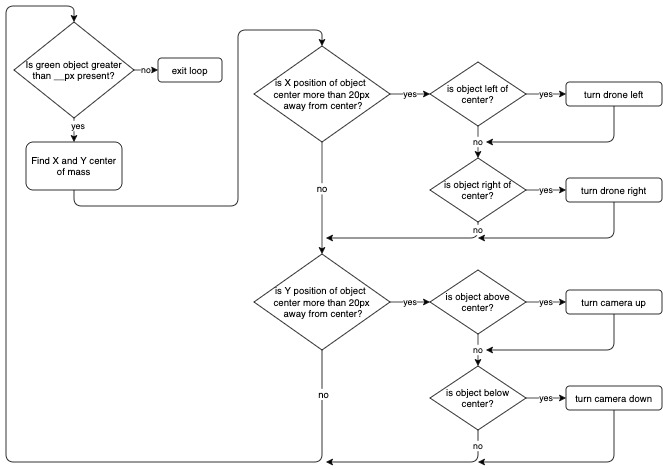 Is green object greater
than __px present?
no
exit loop
yes
Find X and Y center
of mass
is X position of object
center more than 20px
away from center?
yes
is object left of
center?
yes
turn drone left
no
is object right of
center?
yes
turn drone right
no
no
is Y position of object
center more than 20px
away from center?
yes
is object above
center?
yes
turn camera up
no
is object below
center?
yes
turn camera down
no
no